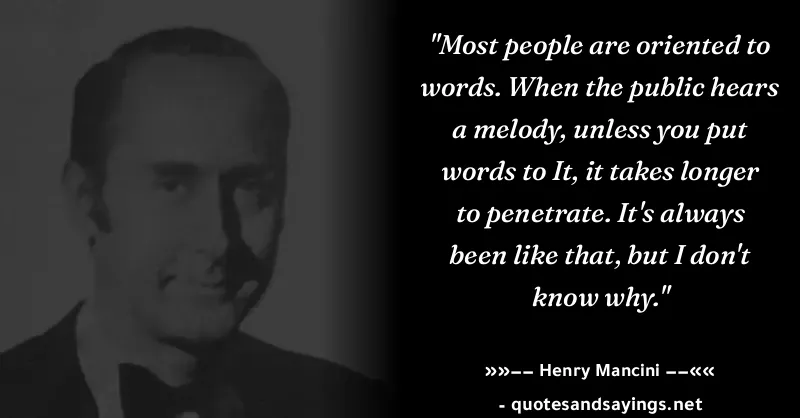 "Most people are oriented to
words. When the public hears
a melody, unless you put
words to It, it takes longer
to penetrate. It's always
been like that, but I don't
know why."
»»−− Henry Mancini −−««
- quotesandsayings.net